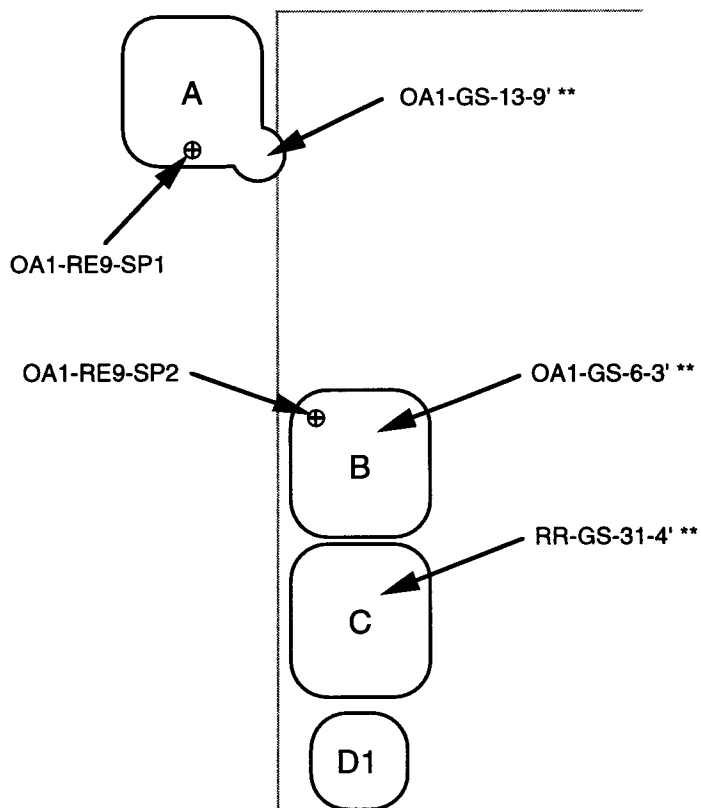 A
OA1-GS-13-9' **
OA1-RE9-SP1
OA1-RE9-SP2
OA1-GS-6-3' **
B
RR-GS-31-4' **
C
D1